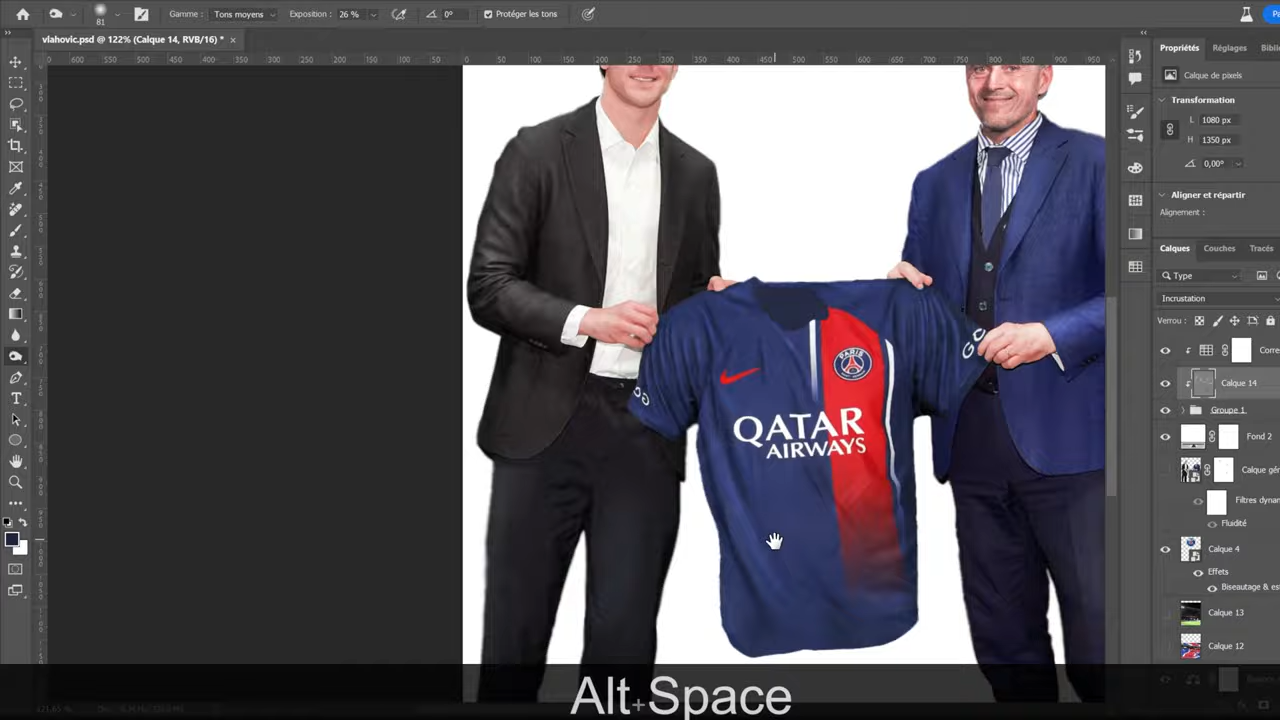 81
Gamme : Tons moyens
Exposition : 26 %
0°
Protéger les tons
vlahovic.psd @ 122% (Calque 14, RVB/16) *
Propriétés
Réglages
Calque de pixels
Transformation
1080 px
H 1350 px
0,00°
Aligner et répartir
Alignement :
Calques
Couches
Tracés
Type
Incrustation
Verrou :
Corre
Calque 14
Groupe 1
Fond 2
Calque gén
Filtres dynam
Fluidité
Calque 4
Effets
Biseautage & es
Calque 13
Calque 12
PARIS
QATAR
AIRWAYS
GO
Alt+Space